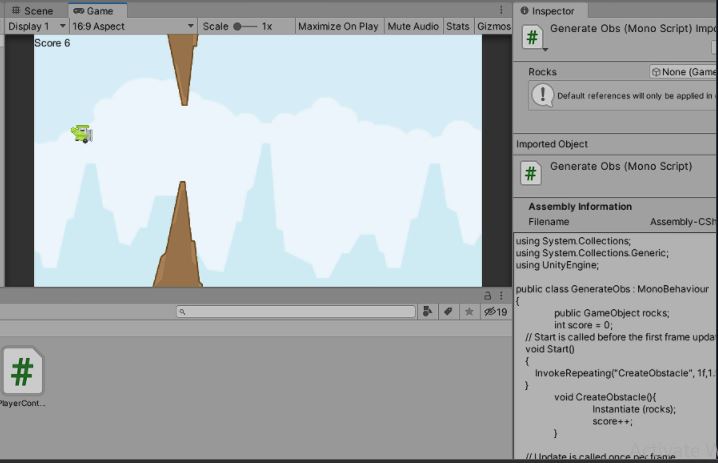 Scene
Game
Inspector
Display 1
16:9 Aspect
Scale
1x
Maximize On Play
Mute Audio
Stats
Gizmos
Score 6
Generate Obs (Mono Script) Impo
Rocks
None (Game
Default references will only be applied in
Imported Object
Generate Obs (Mono Script)
Assembly Information
Filename
Assembly-CSh
using System.Collections;
using System.Collections.Generic;
using UnityEngine;
public class GenerateObs : MonoBehaviour
{
public GameObject rocks;
int score = 0;
// Start is called before the first frame updat
void Start()
{
InvokeRepeating("CreateObstacle", 1f,1.
}
void CreateObstacle(){
Instantiate (rocks);
score++;
}
// Update is called once per frame
19
#
PlayerCont...
Activate W